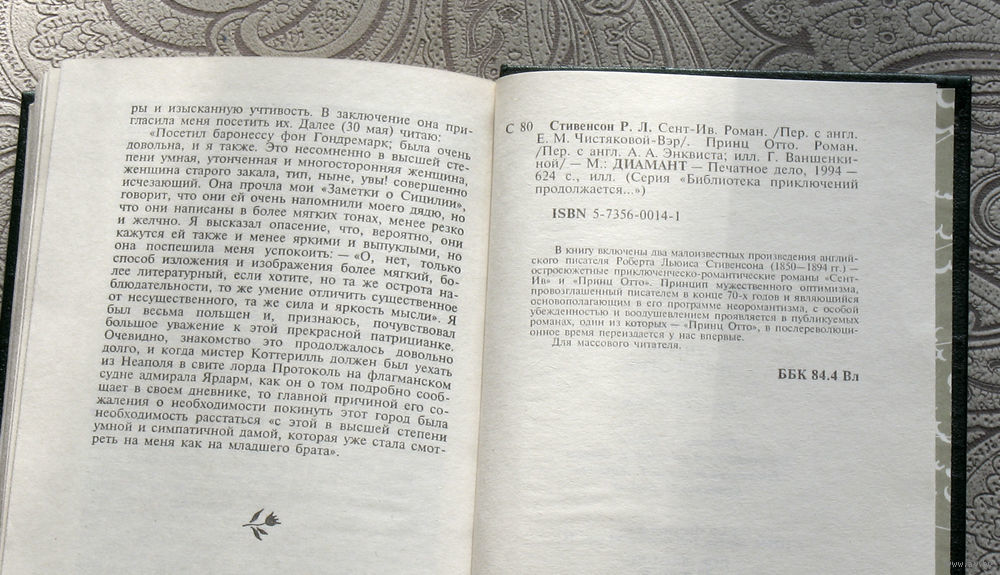 ры и изысканную учтивость. В заключение она при-
гласила меня посетить их. Далее (30 мая) читаю:
«Посетил баронессу фон Гондремарк; была очень
довольна, и я также. Это несомненно в высшей сте-
пени умная, утонченная и многосторонняя женщина,
женщина старого закала, тип, ныне, увы! совершенно
исчезающий. Она прочла мои «Заметки о Сицилии»,
говорит, что они ей очень напомнили моего дядю, но
что они написаны в более мягких тонах, менее резко
и желчно. Я высказал опасение, что, вероятно, они
кажутся ей также и менее яркими и выпуклыми, но
она поспешила меня успокоить: — «О, нет, только
способ изложения и изображения более мягкий, бо-
лее литературный, если хотите, но та же острота на-
блюдательности, то же умение отличить существенное
от несущественного, та же сила и яркость мысли». Я
был весьма польщен и, признаюсь, почувствовал
большое уважение к этой прекрасной патрицианке.
Очевидно, знакомство это продолжалось довольно
долго, и когда мистер Коттерилль должен был уехать
из Неаполя в свите лорда Протоколь на флагманском
судне адмирала Ярдарм, как он о том подробно сооб-
щает в своем дневнике, то главной причиной его со-
жаления о необходимости покинуть этот город была
необходимость расстаться «с этой в высшей степени
умной и симпатичной дамой, которая уже стала смот-
реть на меня как на младшего брата».
С 80 Стивенсон Р. Л. Сент-Ив. Роман. /Пер. с англ.
Е. М. Чистяковой-Вэр/. Принц Отто. Роман.
/Пер. с англ. А. А. Энквиста; илл. Г. Ваншенки-
ной/ — М.: ДИАМАНТ — Печатное дело, 1994 —
624 с., илл. (Серия «Библиотека приключений
продолжается...»)
ISBN 5-7356-0014-1
В книгу включены два малоизвестных произведения англий-
ского писателя Роберта Льюиса Стивенсона (1850—1894 гг.) —
остросюжетные приключенческо-романтические романы «Сент-
Ив» и «Принц Отто». Принцип мужественного оптимизма
провозглашенный писателем в конце 70-х годов и являющийся
основополагающим в его программе неоромантизма, с особой
убежденностью и воодушевлением проявляется в публикуемых
романах, один из которых — «Принц Отто», в послереволюци-
онное время переиздается у нас впервые.
Для массового читателя.
ББК 84.4 Вл